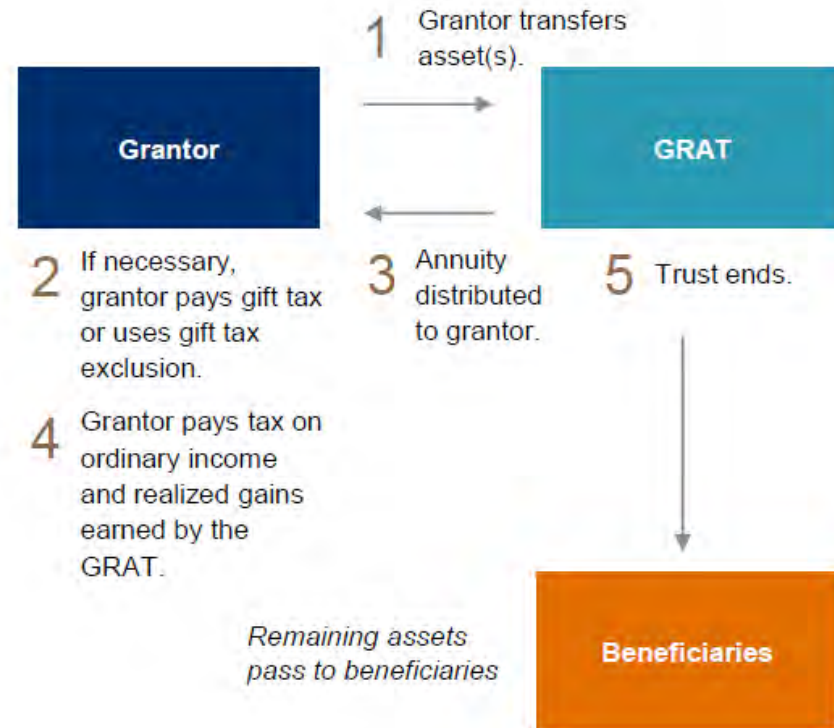 1 Grantor transfers
asset(s).
Grantor
GRAT
2 If necessary,
grantor pays gift tax
or uses gift tax
exclusion.
3 Annuity
distributed
to grantor.
5 Trust ends.
4 Grantor pays tax on
ordinary income
and realized gains
earned by the
GRAT.
Remaining assets
pass to beneficiaries
Beneficiaries